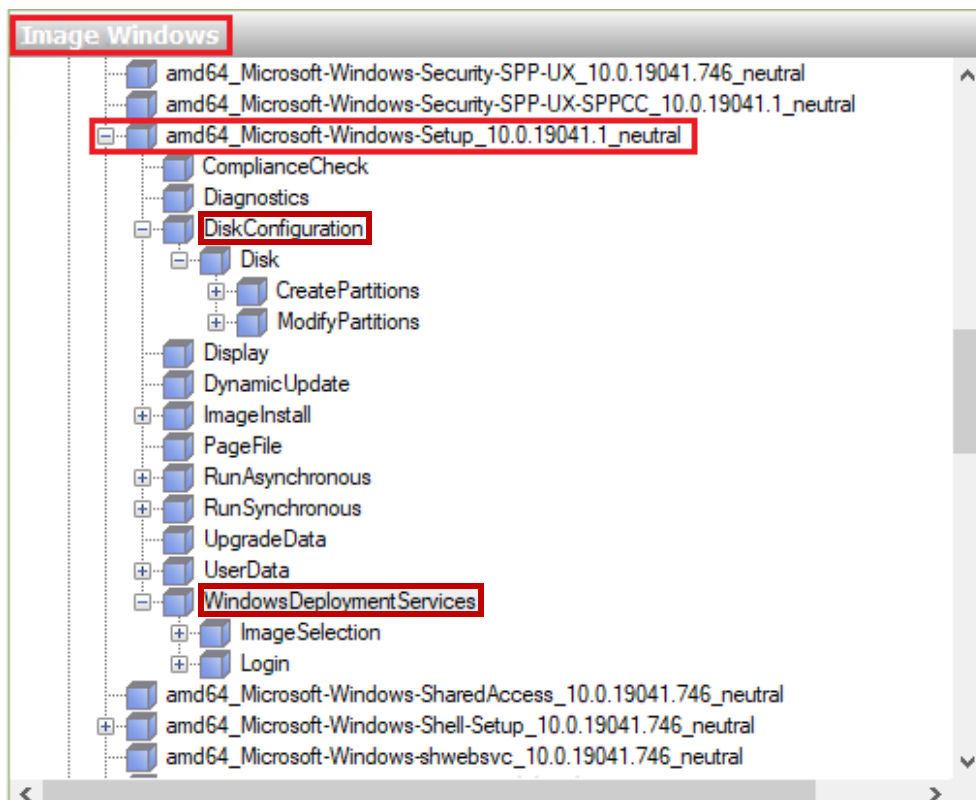 Image Windows
amd64_Microsoft-Windows-Security-SPP-UX_10.0.19041.746_neutral
amd64_Microsoft-Windows-Security-SPP-UX-SPPCC_10.0.19041.1_neutral
amd64_Microsoft-Windows-Setup_10.0.19041.1_neutral
ComplianceCheck
Diagnostics
DiskConfiguration
Disk
CreatePartitions
ModifyPartitions
Display
DynamicUpdate
ImageInstall
PageFile
RunAsynchronous
RunSynchronous
UpgradeData
UserData
WindowsDeploymentServices
ImageSelection
Login
amd64_Microsoft-Windows-SharedAccess_10.0.19041.746_neutral
amd64_Microsoft-Windows-Shell-Setup_10.0.19041.746_neutral
amd64_Microsoft-Windows-shwebsvc_10.0.19041.746_neutral